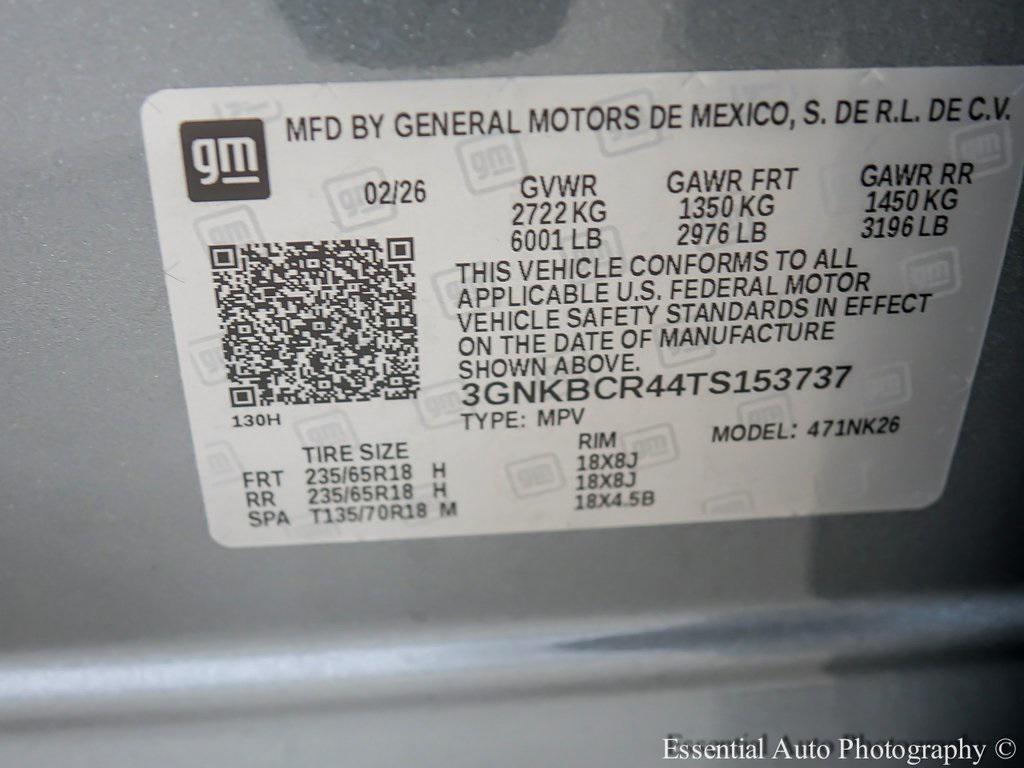 gm
MFD BY GENERAL MOTORS DE MEXICO, S. DE R.L. DE C.V.
02/26 GVWR GAWR FRT GAWR RR
2722 KG 1350 KG 1450 KG
6001 LB 2976 LB 3196 LB
THIS VEHICLE CONFORMS TO ALL
APPLICABLE U.S. FEDERAL MOTOR
VEHICLE SAFETY STANDARDS IN EFFECT
ON THE DATE OF MANUFACTURE
SHOWN ABOVE.
3GNKBCR44TS153737
130H
TYPE: MPV MODEL: 471NK26
TIRE SIZE RIM
FRT 235/65R18 H 18X8J
RR 235/65R18 H 18X8J
SPA T135/70R18 M 18X4.5B
Essential Auto Photography ©